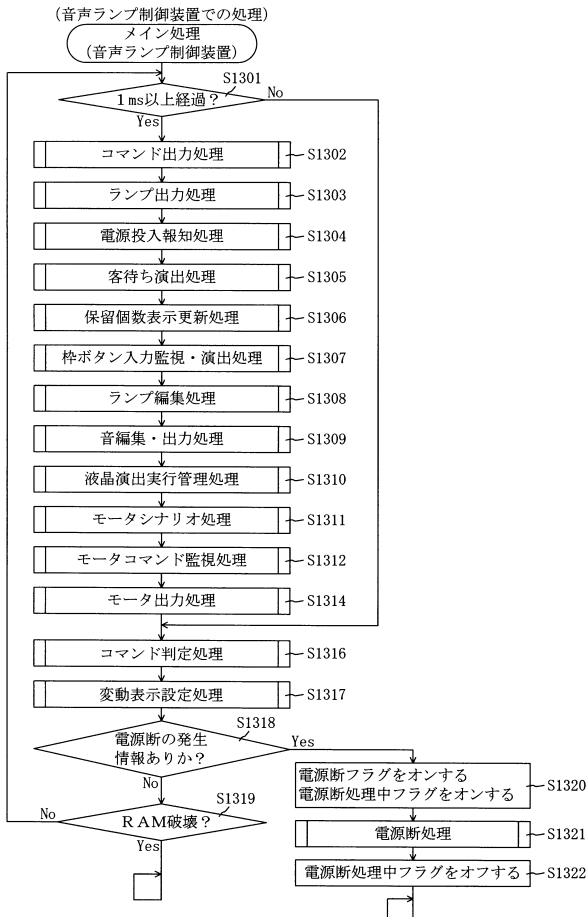 (音声ランプ制御装置での処理)
メイン処理
(音声ランプ制御装置)
S1301
1ms以上経過？
No
Yes
コマンド出力処理
S1302
ランプ出力処理
S1303
電源投入報知処理
S1304
客待ち演出処理
S1305
保留個数表示更新処理
S1306
枠ボタン入力監視・演出処理
S1307
ランプ編集処理
S1308
音編集・出力処理
S1309
液晶演出実行管理処理
S1310
モータシナリオ処理
S1311
モータコマンド監視処理
S1312
モータ出力処理
S1314
コマンド判定処理
S1316
変動表示設定処理
S1317
S1318
電源断の発生
情報ありか？
Yes
No
S1319
RAM破壊？
No
Yes
電源断フラグをオンする
電源断処理中フラグをオンする
S1320
電源断処理
S1321
電源断処理中フラグをオフする
S1322